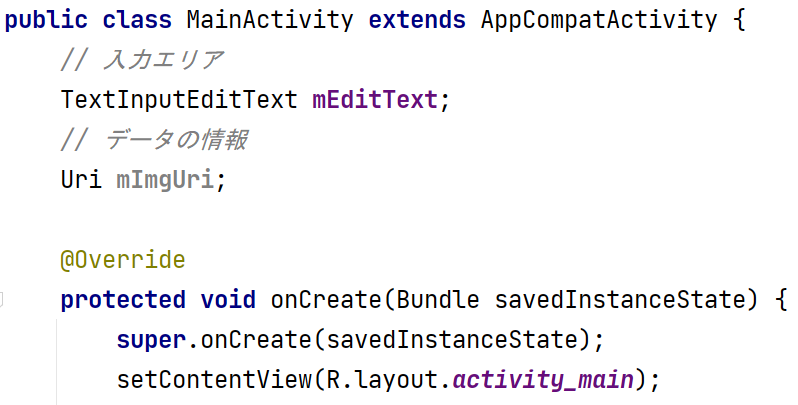 public class MainActivity extends AppCompatActivity {
// 入力エリア
TextInputEditText mEditText;
// データの情報
Uri mImgUri;
@Override
protected void onCreate(Bundle savedInstanceState) {
super.onCreate(savedInstanceState);
setContentView(R.layout.activity_main);